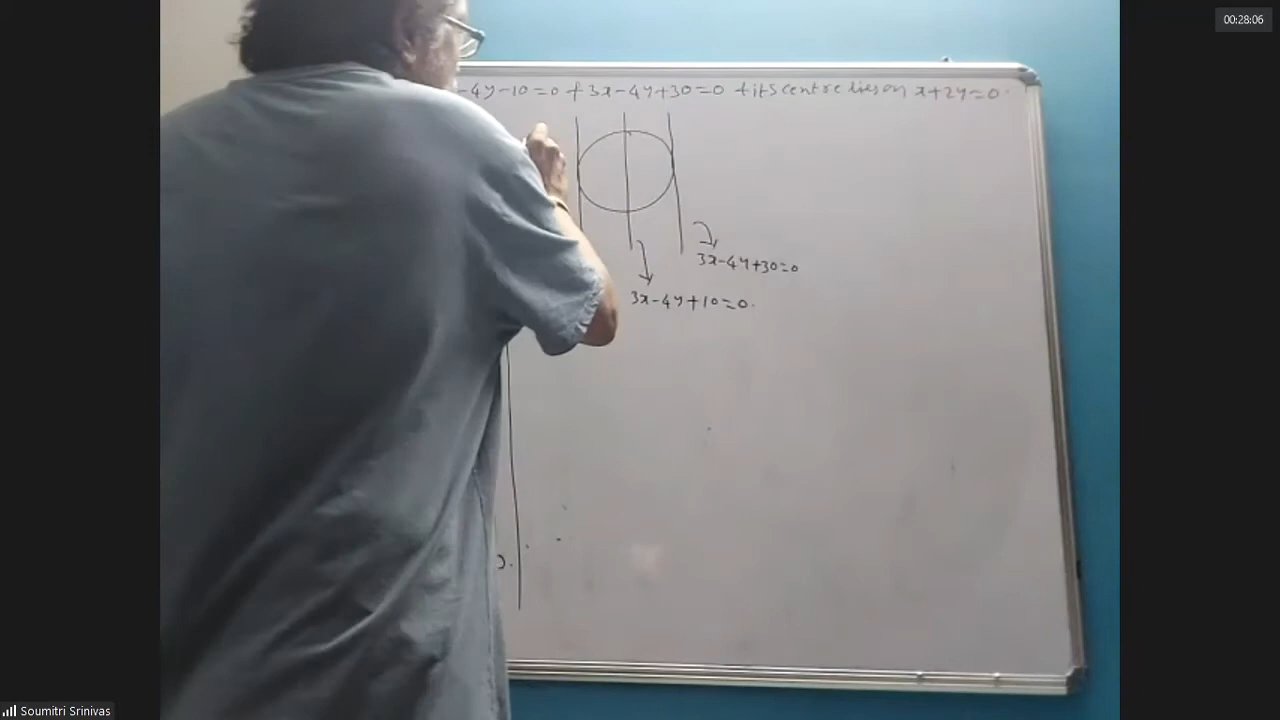 00:28:06
-4y-10=0 & 3x-4y+30=0 & its centre lies on x+2y=0.
3x-4y+30=0
3x-4y+10=0.
Soumitri Srinivas